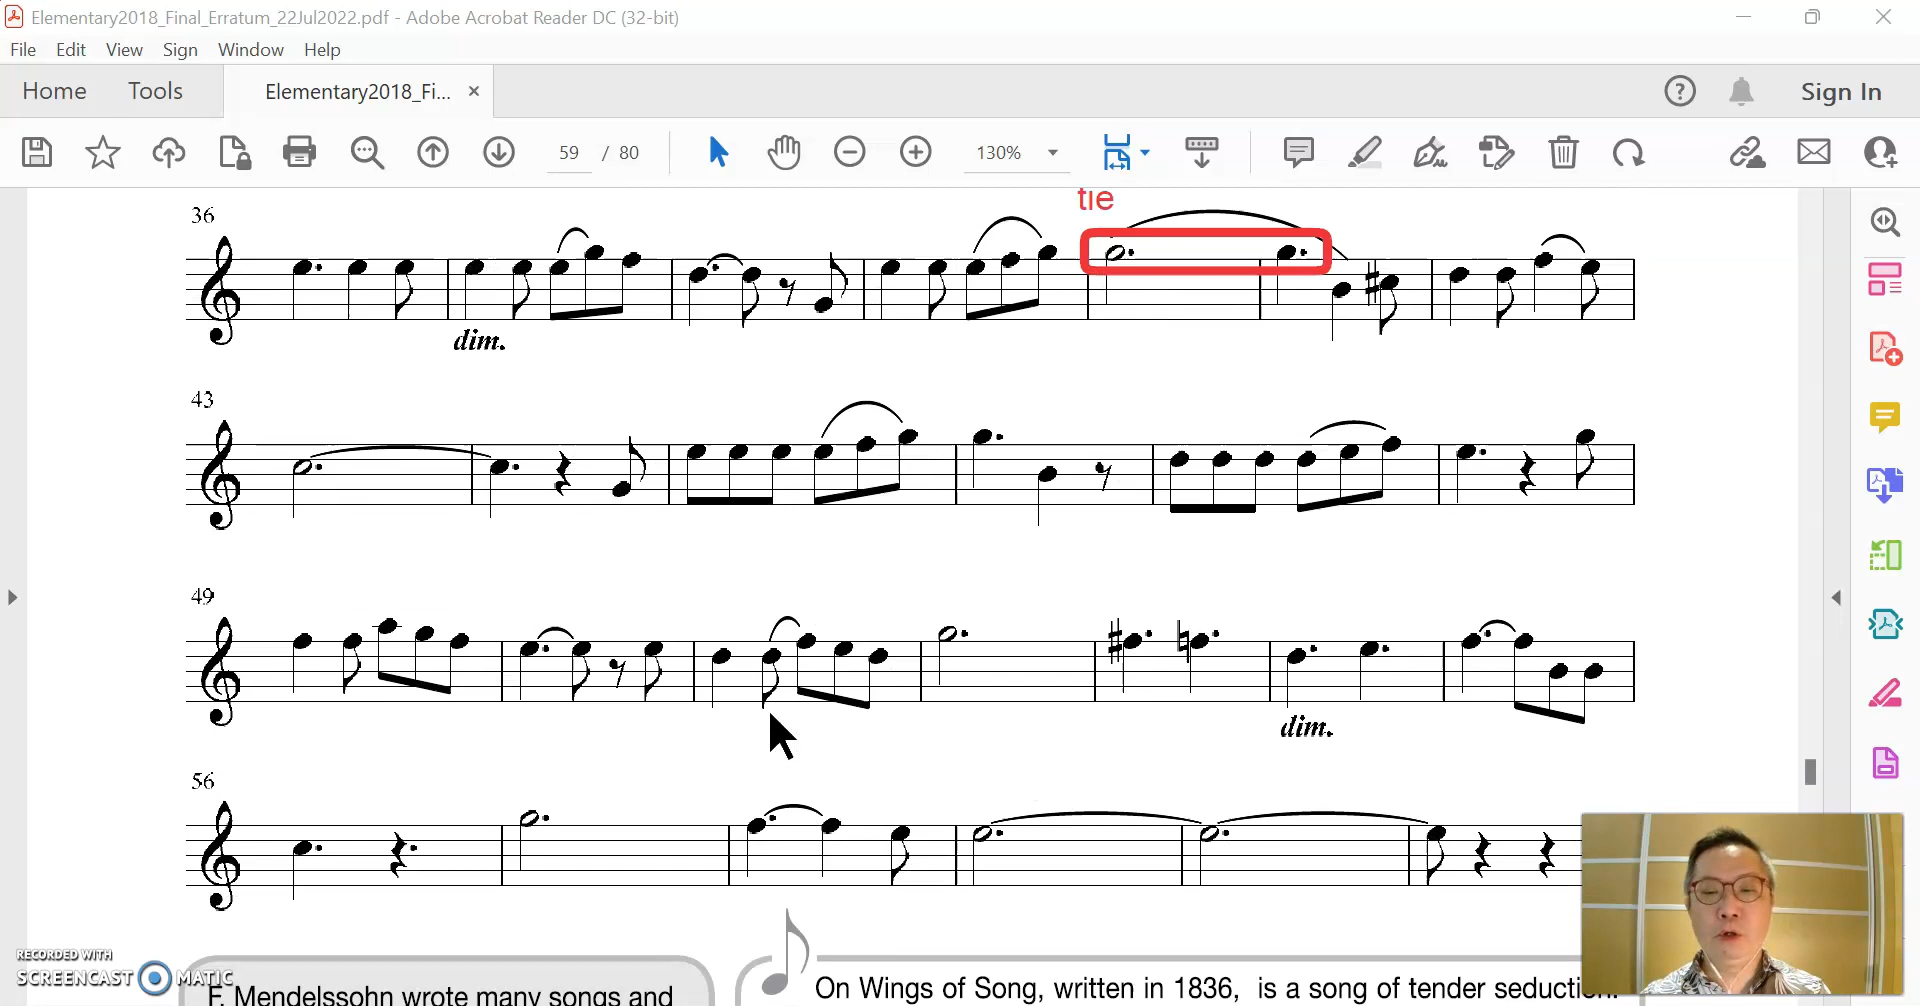 Elementary2018_Final_Erratum_22Jul2022.pdf - Adobe Acrobat Reader DC (32-bit)
File Edit View Sign Window Help
Home Tools Elementary2018_Fi... × Sign In
59 / 80 130%
tie
36
dim.
43
49
dim.
56
RECORDED WITH
SCREENCAST MATIC
F. Mendelssohn wrote many songs and
On Wings of Song, written in 1836, is a song of tender seduction.